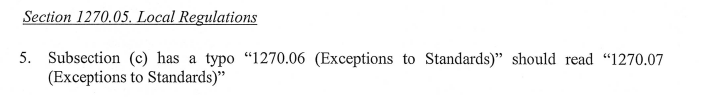 Section 1270.05. Local Regulations
5. Subsection (c) has a typo “1270.06 (Exceptions to Standards)” should read “1270.07
(Exceptions to Standards)”